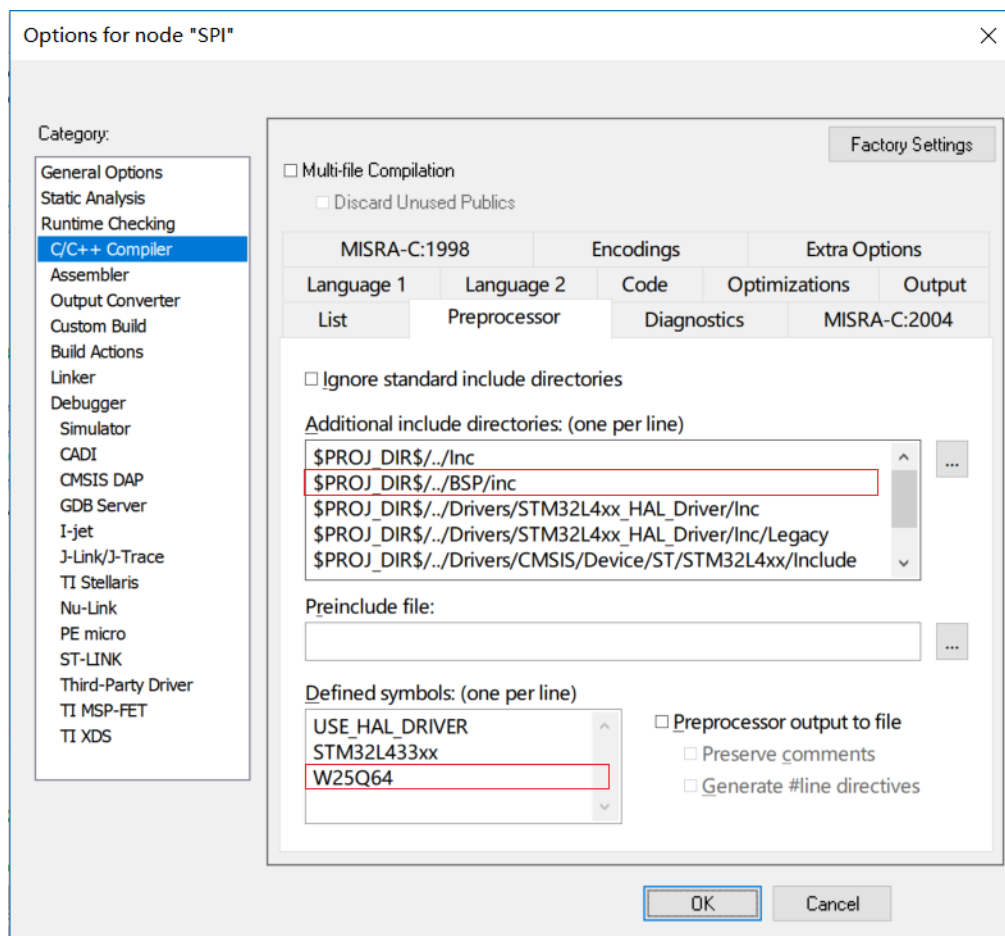 Options for node "SPI"
Category:
General Options
Static Analysis
Runtime Checking
C/C++ Compiler
Assembler
Output Converter
Custom Build
Build Actions
Linker
Debugger
Simulator
CADI
CMSIS DAP
GDB Server
I-jet
J-Link/J-Trace
TI Stellaris
Nu-Link
PE micro
ST-LINK
Third-Party Driver
TI MSP-FET
TI XDS
Factory Settings
Multi-file Compilation
Discard Unused Publics
MISRA-C:1998 Encodings Extra Options
Language 1 Language 2 Code Optimizations Output
List Preprocessor Diagnostics MISRA-C:2004
Ignore standard include directories
Additional include directories: (one per line)
$PROJ_DIR$/../Inc
$PROJ_DIR$/../BSP/inc
$PROJ_DIR$/../Drivers/STM32L4xx_HAL_Driver/Inc
$PROJ_DIR$/../Drivers/STM32L4xx_HAL_Driver/Inc/Legacy
$PROJ_DIR$/../Drivers/CMSIS/Device/ST/STM32L4xx/Include
...
Preinclude file:
...
Defined symbols: (one per line)
USE_HAL_DRIVER
STM32L433xx
W25Q64
Preprocessor output to file
Preserve comments
Generate #line directives
OK Cancel